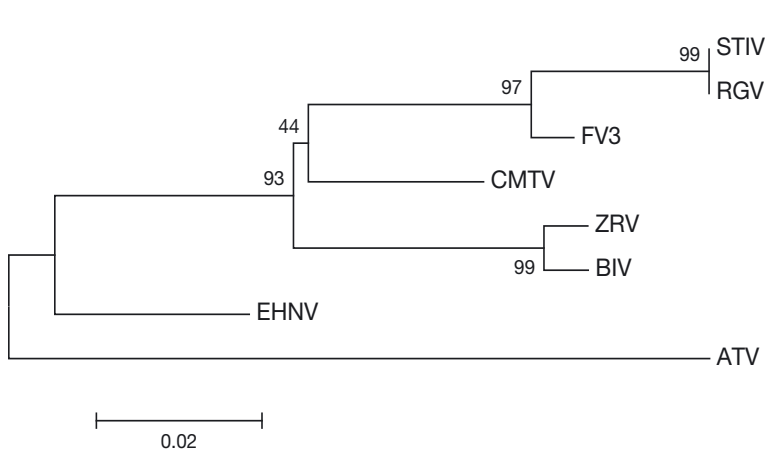 99 STIV
RGV
97
FV3
44
CMTV
93
ZRV
99 BIV
EHNV
ATV
0.02